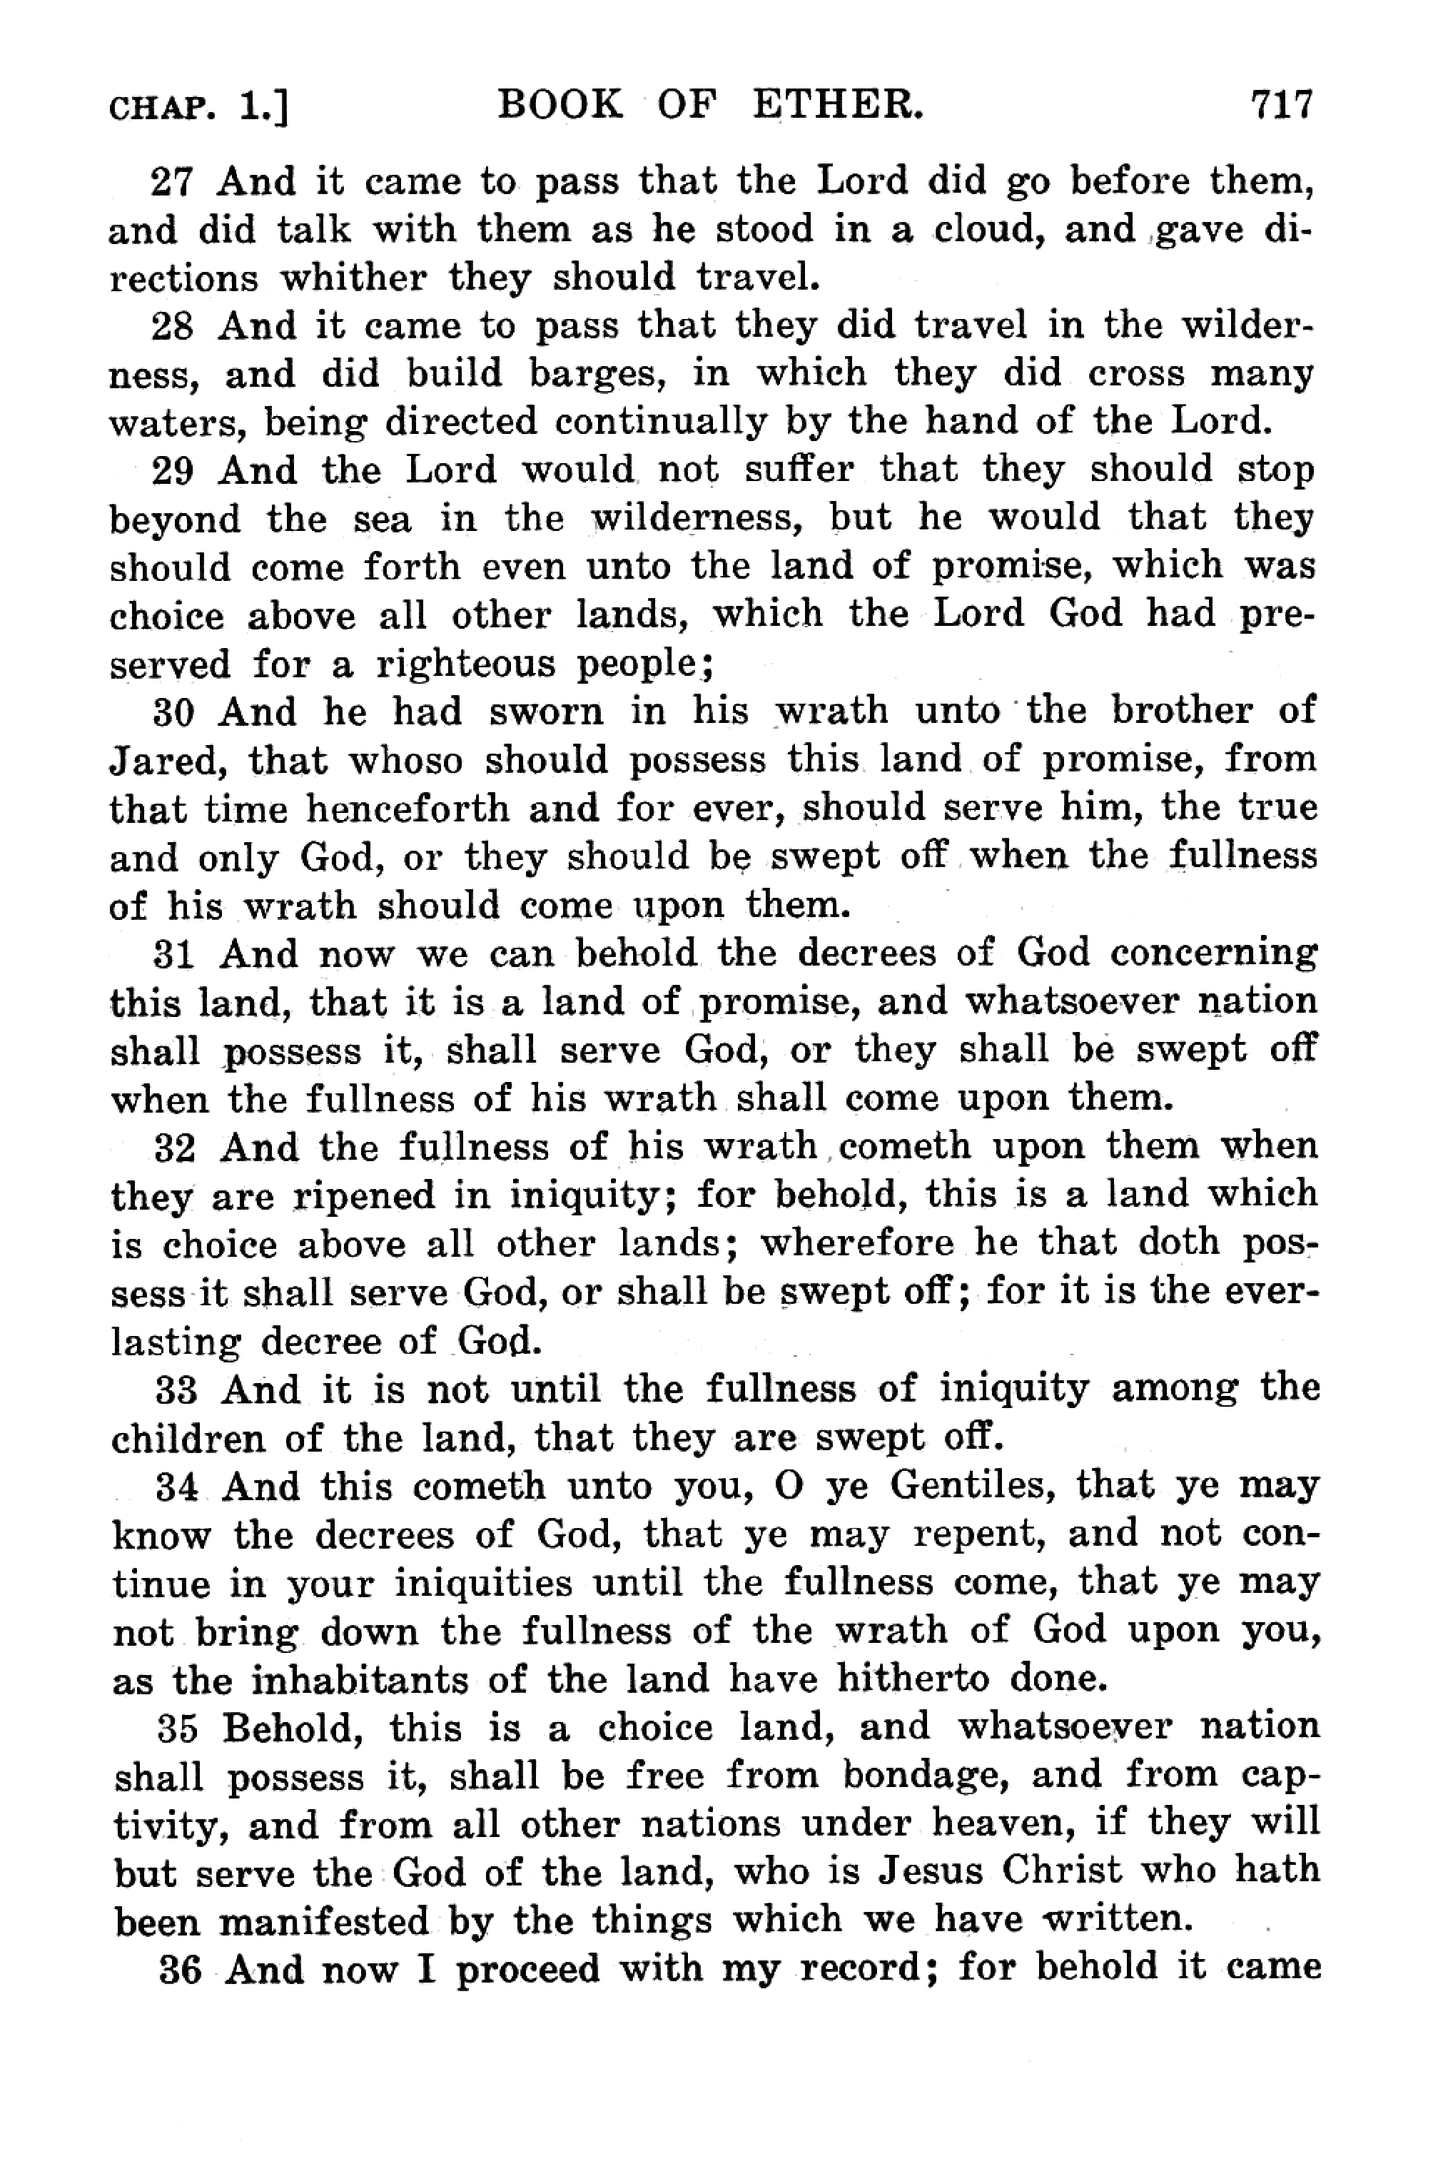 CHAP. 1.] BOOK OF ETHER. 717
27 And it came to pass that the Lord did go before them,
and did talk with them as he stood in a cloud, and gave di-
rections whither they should travel.
28 And it came to pass that they did travel in the wilder-
ness, and did build barges, in which they did cross many
waters, being directed continually by the hand of the Lord.
29 And the Lord would not suffer that they should stop
beyond the sea in the wilderness, but he would that they
should come forth even unto the land of promise, which was
choice above all other lands, which the Lord God had pre-
served for a righteous people;
30 And he had sworn in his wrath unto the brother of
Jared, that whoso should possess this land of promise, from
that time henceforth and for ever, should serve him, the true
and only God, or they should be swept off when the fullness
of his wrath should come upon them.
31 And now we can behold the decrees of God concerning
this land, that it is a land of promise, and whatsoever nation
shall possess it, shall serve God, or they shall be swept off
when the fullness of his wrath shall come upon them.
32 And the fullness of his wrath cometh upon them when
they are ripened in iniquity; for behold, this is a land which
is choice above all other lands; wherefore he that doth pos-
sess it shall serve God, or shall be swept off; for it is the ever-
lasting decree of God.
33 And it is not until the fullness of iniquity among the
children of the land, that they are swept off.
34 And this cometh unto you, O ye Gentiles, that ye may
know the decrees of God, that ye may repent, and not con-
tinue in your iniquities until the fullness come, that ye may
not bring down the fullness of the wrath of God upon you,
as the inhabitants of the land have hitherto done.
35 Behold, this is a choice land, and whatsoever nation
shall possess it, shall be free from bondage, and from cap-
tivity, and from all other nations under heaven, if they will
but serve the God of the land, who is Jesus Christ who hath
been manifested by the things which we have written.
36 And now I proceed with my record; for behold it came